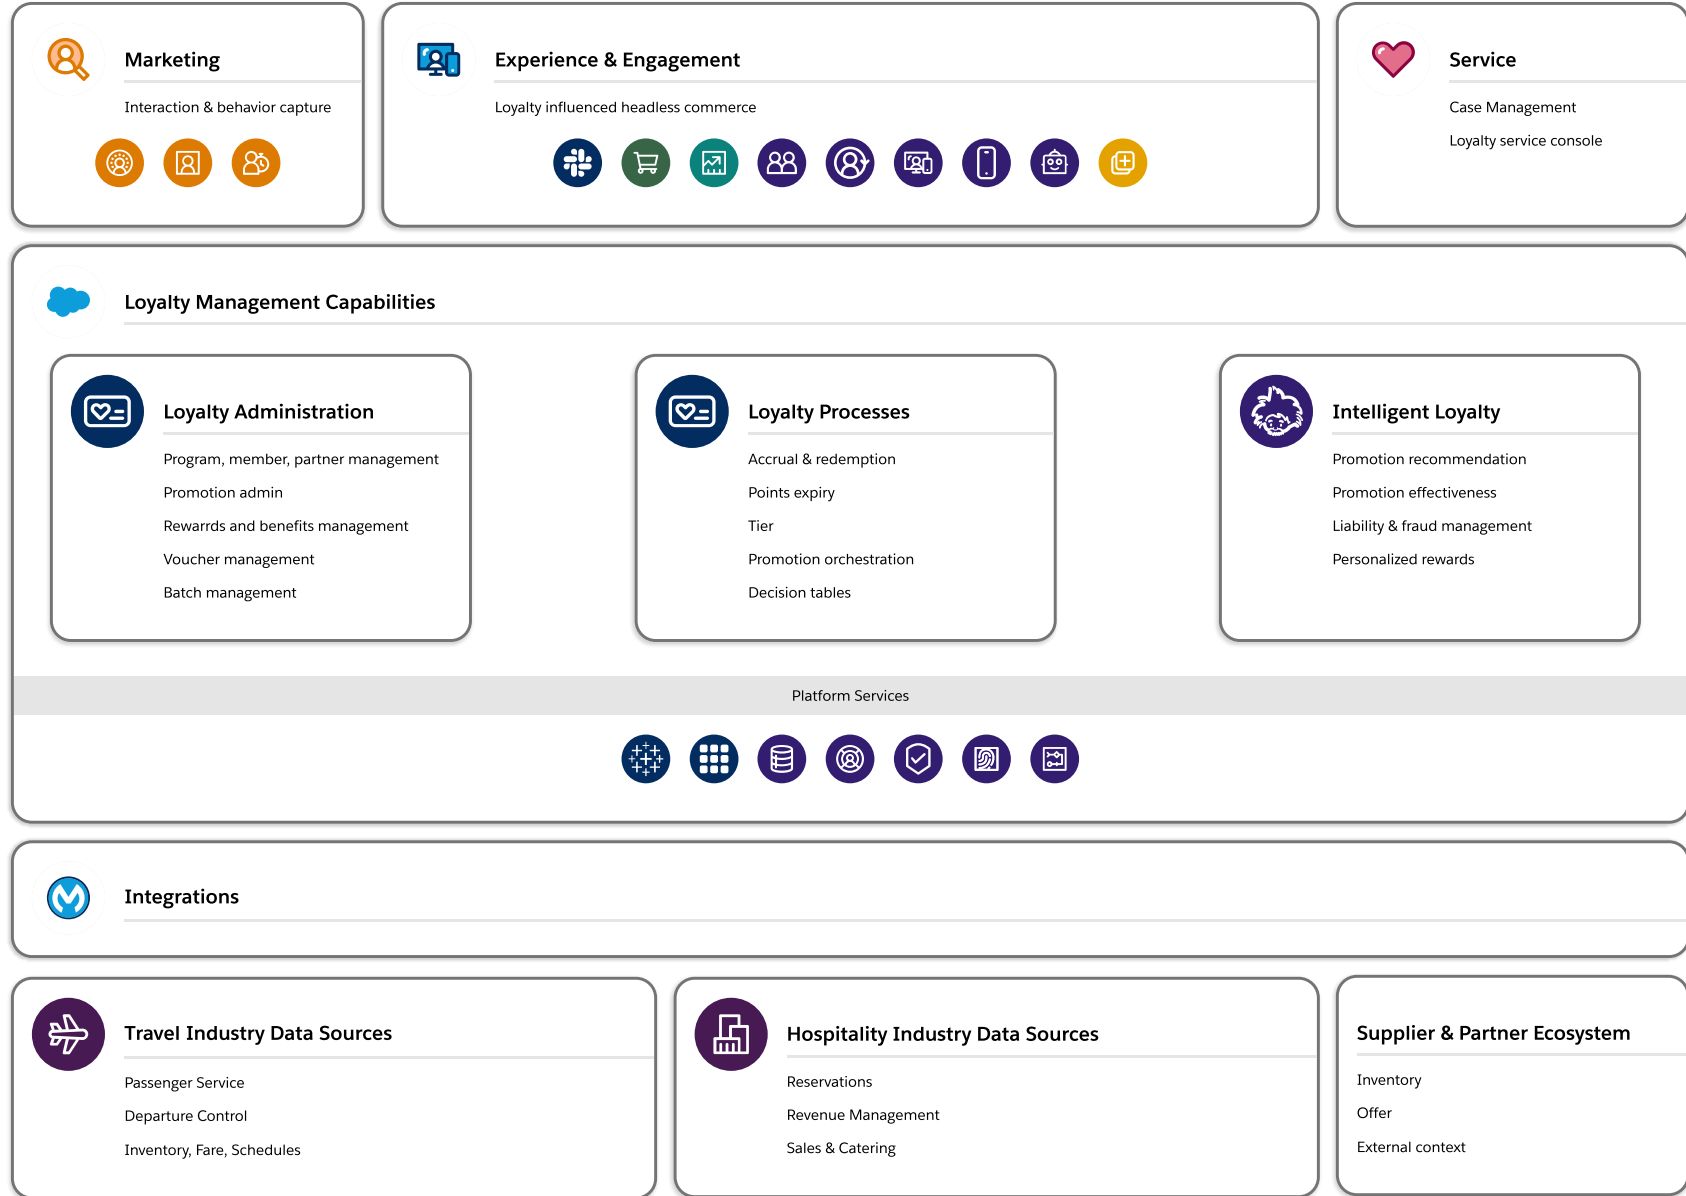 Marketing
Interaction & behavior capture
Experience & Engagement
Loyalty influenced headless commerce
Service
Case Management
Loyalty service console
Loyalty Management Capabilities
Loyalty Administration
Program, member, partner management
Promotion admin
Rewarrds and benefits management
Voucher management
Batch management
Loyalty Processes
Accrual & redemption
Points expiry
Tier
Promotion orchestration
Decision tables
Intelligent Loyalty
Promotion recommendation
Promotion effectiveness
Liability & fraud management
Personalized rewards
Platform Services
Integrations
Travel Industry Data Sources
Passenger Service
Departure Control
Inventory, Fare, Schedules
Hospitality Industry Data Sources
Reservations
Revenue Management
Sales & Catering
Supplier & Partner Ecosystem
Inventory
Offer
External context